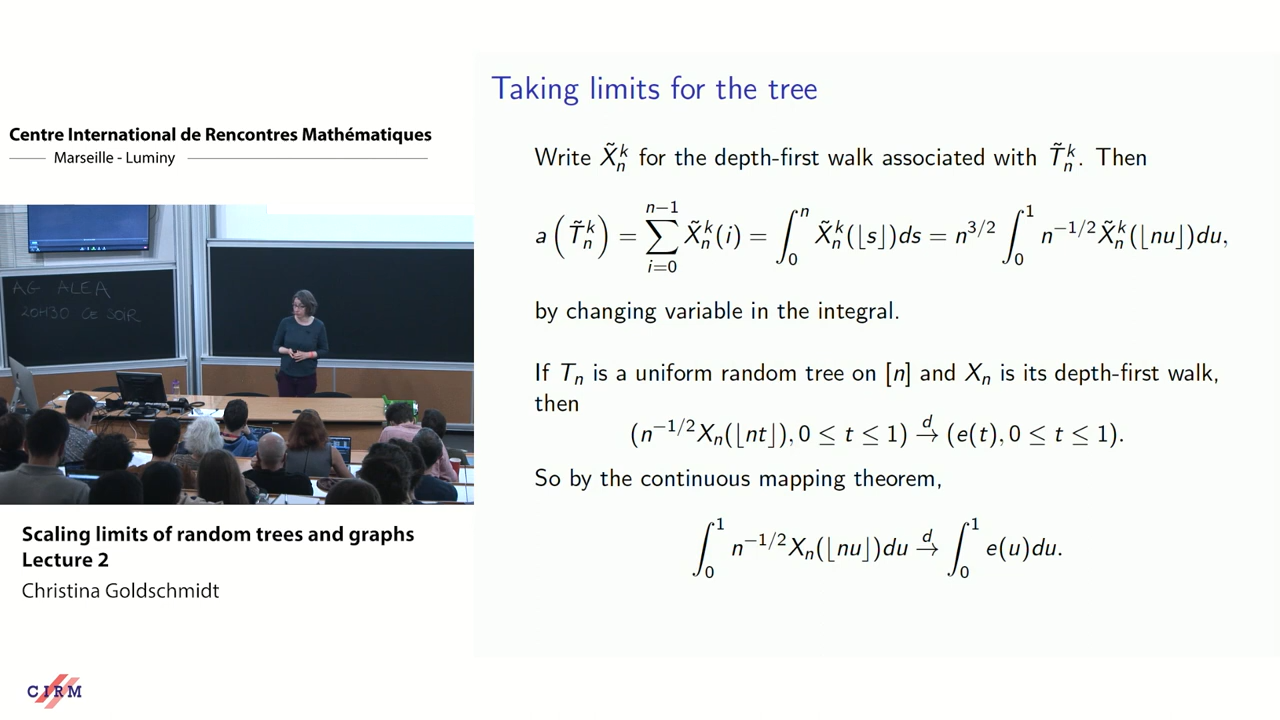 Centre International de Rencontres Mathématiques
Marseille - Luminy
AG ALEA
20H30 CE SOIR
Scaling limits of random trees and graphs
Lecture 2
Christina Goldschmidt
CIRM
Taking limits for the tree
Write X̃ₙᵏ for the depth-first walk associated with T̃ₙᵏ. Then
a(T̃ₙᵏ) = ∑_{i=0}^{n−1} X̃ₙᵏ(i) = ∫₀ⁿ X̃ₙᵏ(⌊s⌋)ds = n^{3/2} ∫₀¹ n^{−1/2}X̃ₙᵏ(⌊nu⌋)du,
by changing variable in the integral.
If Tₙ is a uniform random tree on [n] and Xₙ is its depth-first walk,
then
(n^{−1/2}Xₙ(⌊nt⌋), 0 ≤ t ≤ 1) →ᵈ (e(t), 0 ≤ t ≤ 1).
So by the continuous mapping theorem,
∫₀¹ n^{−1/2}Xₙ(⌊nu⌋)du →ᵈ ∫₀¹ e(u)du.